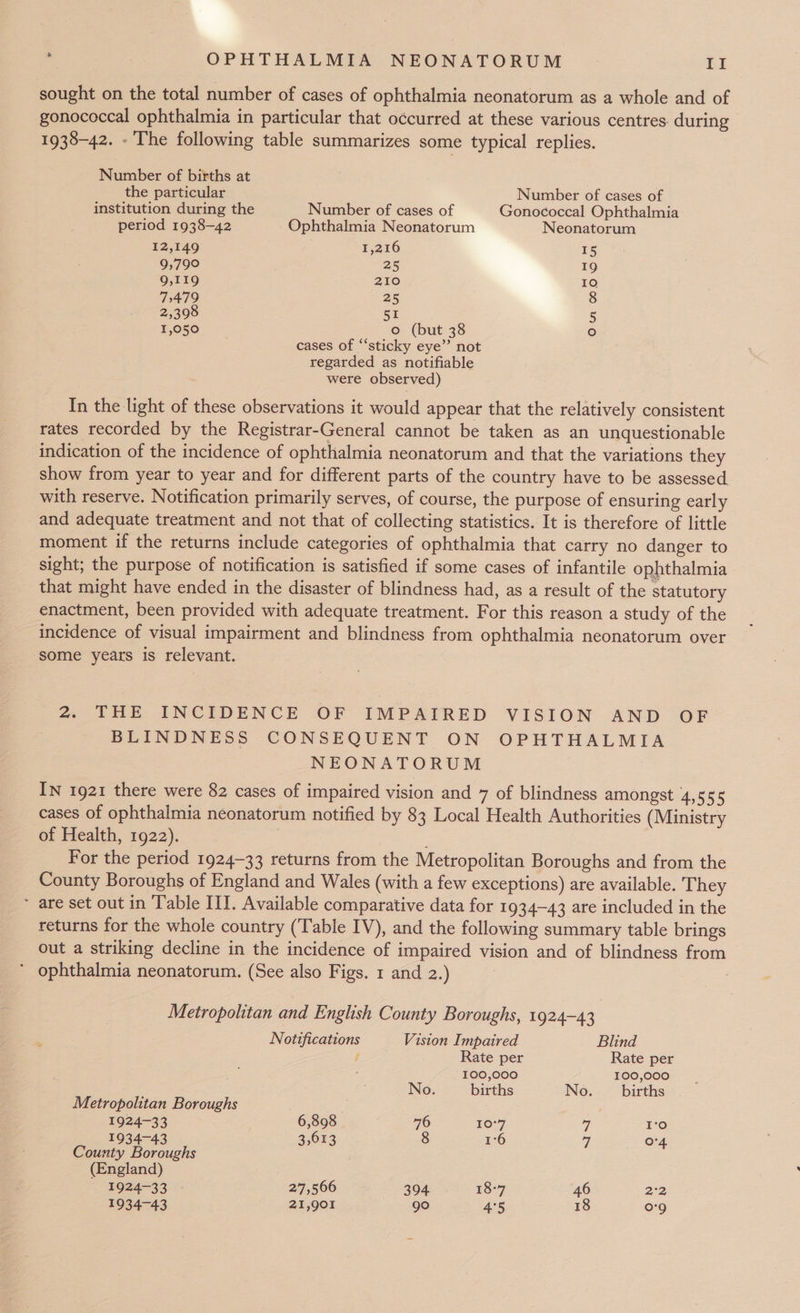 OPHTHALMIA NEONATORUM 11
sought on the total number of cases of ophthalmia neonatorum as a whole and of
gonococcal ophthalmia in particular that occurred at these various centres during
1938–42. The following table summarizes some typical replies.
Number of births at
the particular Number of cases of
institution during the Number of cases of Gonococcal Ophthalmia
period 1938–42 Ophthalmia Neonatorum Neonatorum
12,149 1,216 15
9,790 25 19
9,119 210 10
7,479 25 8
2,398 51 5
1,050 0 (but 38 0
cases of “sticky eye” not
regarded as notifiable
were observed)
In the light of these observations it would appear that the relatively consistent
rates recorded by the Registrar-General cannot be taken as an unquestionable
indication of the incidence of ophthalmia neonatorum and that the variations they
show from year to year and for different parts of the country have to be assessed
with reserve. Notification primarily serves, of course, the purpose of ensuring early
and adequate treatment and not that of collecting statistics. It is therefore of little
moment if the returns include categories of ophthalmia that carry no danger to
sight; the purpose of notification is satisfied if some cases of infantile ophthalmia
that might have ended in the disaster of blindness had, as a result of the statutory
enactment, been provided with adequate treatment. For this reason a study of the
incidence of visual impairment and blindness from ophthalmia neonatorum over
some years is relevant.
2. THE INCIDENCE OF IMPAIRED VISION AND OF
BLINDNESS CONSEQUENT ON OPHTHALMIA
NEONATORUM
IN 1921 there were 82 cases of impaired vision and 7 of blindness amongst 4,555
cases of ophthalmia neonatorum notified by 83 Local Health Authorities (Ministry
of Health, 1922).
For the period 1924–33 returns from the Metropolitan Boroughs and from the
County Boroughs of England and Wales (with a few exceptions) are available. They
are set out in Table III. Available comparative data for 1934–43 are included in the
returns for the whole country (Table IV), and the following summary table brings
out a striking decline in the incidence of impaired vision and of blindness from
ophthalmia neonatorum. (See also Figs. 1 and 2.)
Metropolitan and English County Boroughs, 1924–43
Notifications Vision Impaired Blind
Rate per Rate per
100,000 100,000
No. births No. births
Metropolitan Boroughs
1924–33 6,898 76 10·7 7 1·0
1934–43 3,613 8 1·6 7 0·4
County Boroughs
(England)
1924–33 27,566 394 18·7 46 2·2
1934–43 21,901 90 4·5 18 0·9